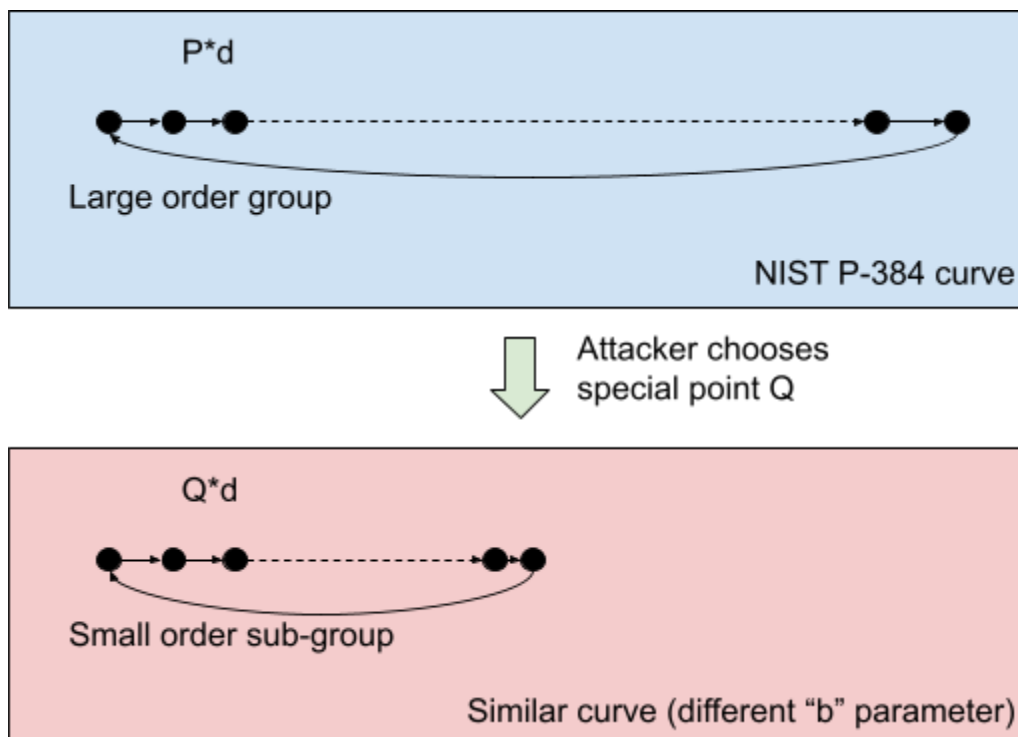 P*d
Large order group
NIST P-384 curve
Attacker chooses
special point Q
Q*d
Small order sub-group
Similar curve (different “b” parameter)